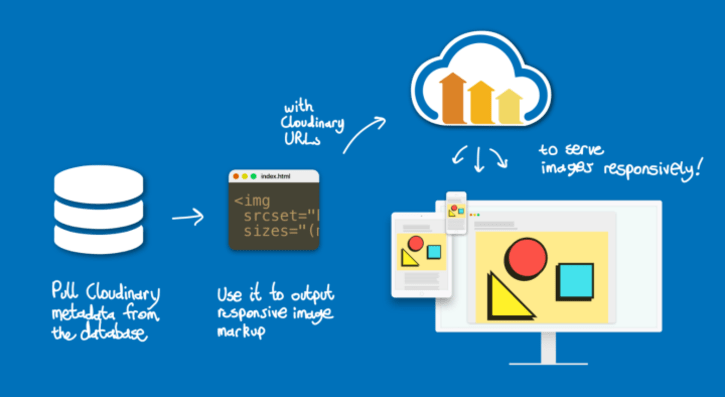 with
Cloudinary
URLs
to serve
images responsively!
index.html
<img
srcset="
sizes="(
Pull Cloudinary
metadata from
the database
Use it to output
responsive image
markup